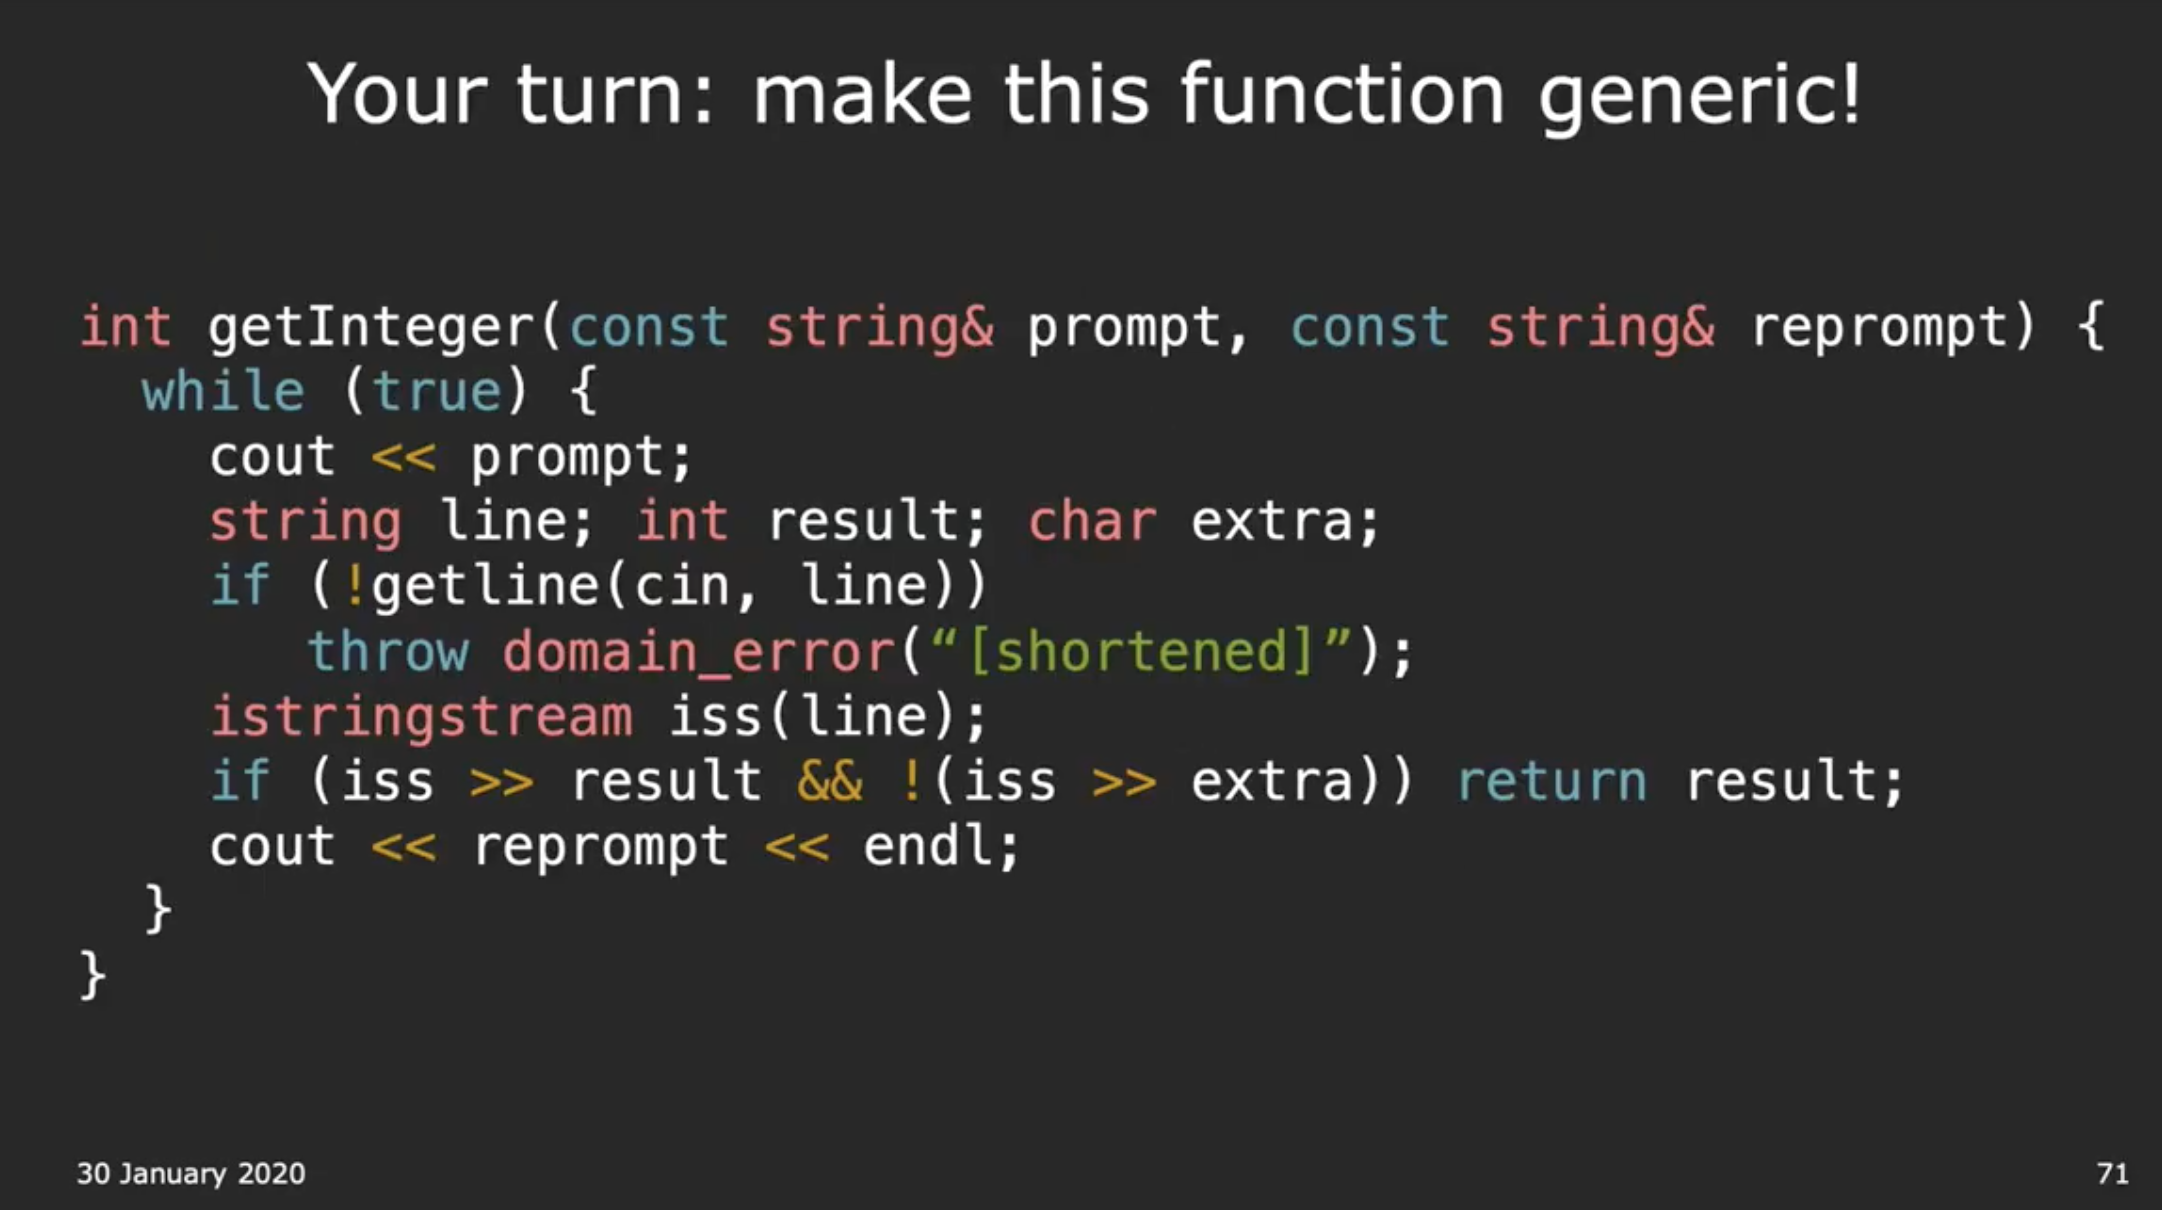 Your turn: make this function generic!
int getInteger(const string& prompt, const string& reprompt) {
while (true) {
cout << prompt;
string line; int result; char extra;
if (!getline(cin, line))
throw domain_error(“[shortened]”);
istringstream iss(line);
if (iss >> result && !(iss >> extra)) return result;
cout << reprompt << endl;
}
}
30 January 2020
71